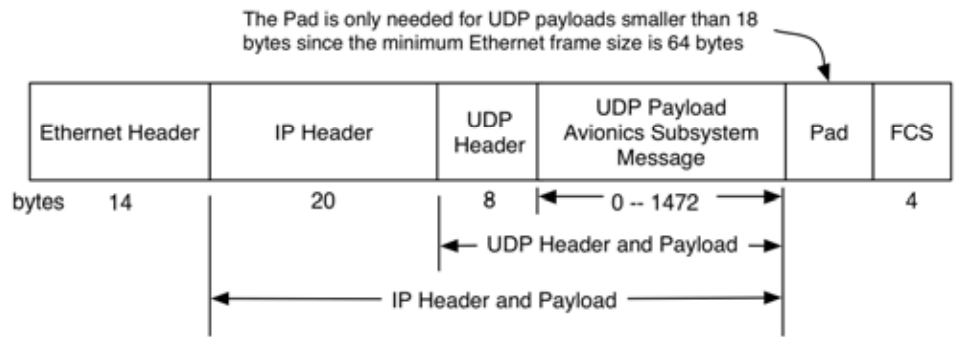 The Pad is only needed for UDP payloads smaller than 18
bytes since the minimum Ethernet frame size is 64 bytes
Ethernet Header
IP Header
UDP
Header
UDP Payload
Avionics Subsystem
Message
Pad
FCS
bytes 14 20 8 0 -- 1472 4
UDP Header and Payload
IP Header and Payload